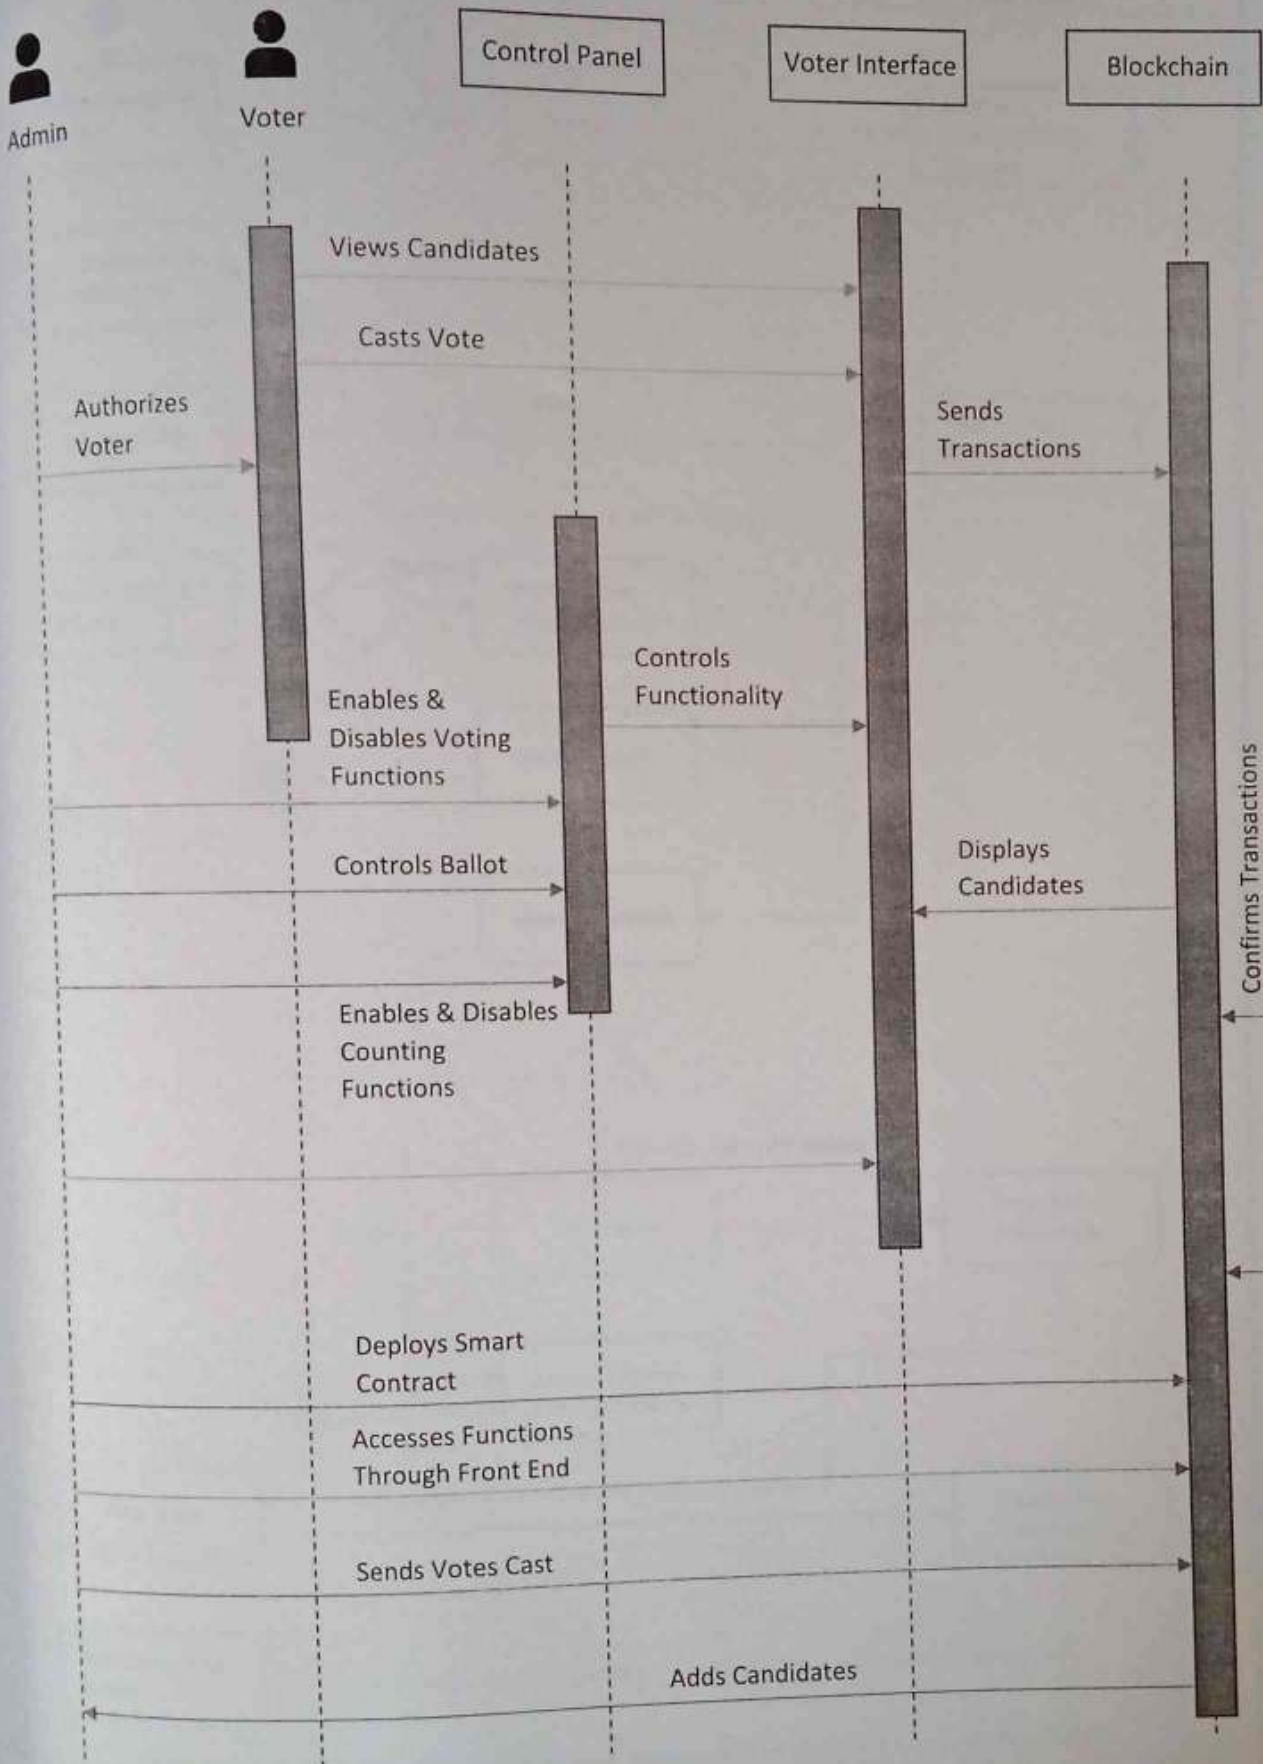 Admin
Voter
Control Panel
Voter Interface
Blockchain
Views Candidates
Casts Vote
Authorizes
Voter
Sends
Transactions
Controls
Functionality
Enables &
Disables Voting
Functions
Controls Ballot
Displays
Candidates
Confirms Transactions
Enables & Disables
Counting
Functions
Deploys Smart
Contract
Accesses Functions
Through Front End
Sends Votes Cast
Adds Candidates